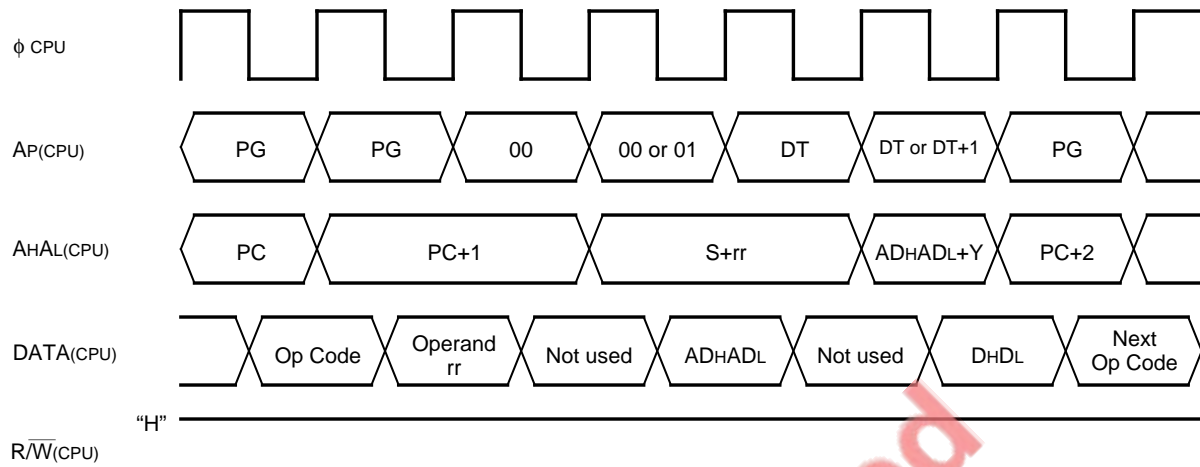 ϕ CPU
AP(CPU) PG PG 00 00 or 01 DT DT or DT+1 PG
AHAL(CPU) PC PC+1 S+rr ADHADL+Y PC+2
DATA(CPU) Op Code Operand rr Not used ADHADL Not used DHDL Next Op Code
“H”
R/W(CPU)